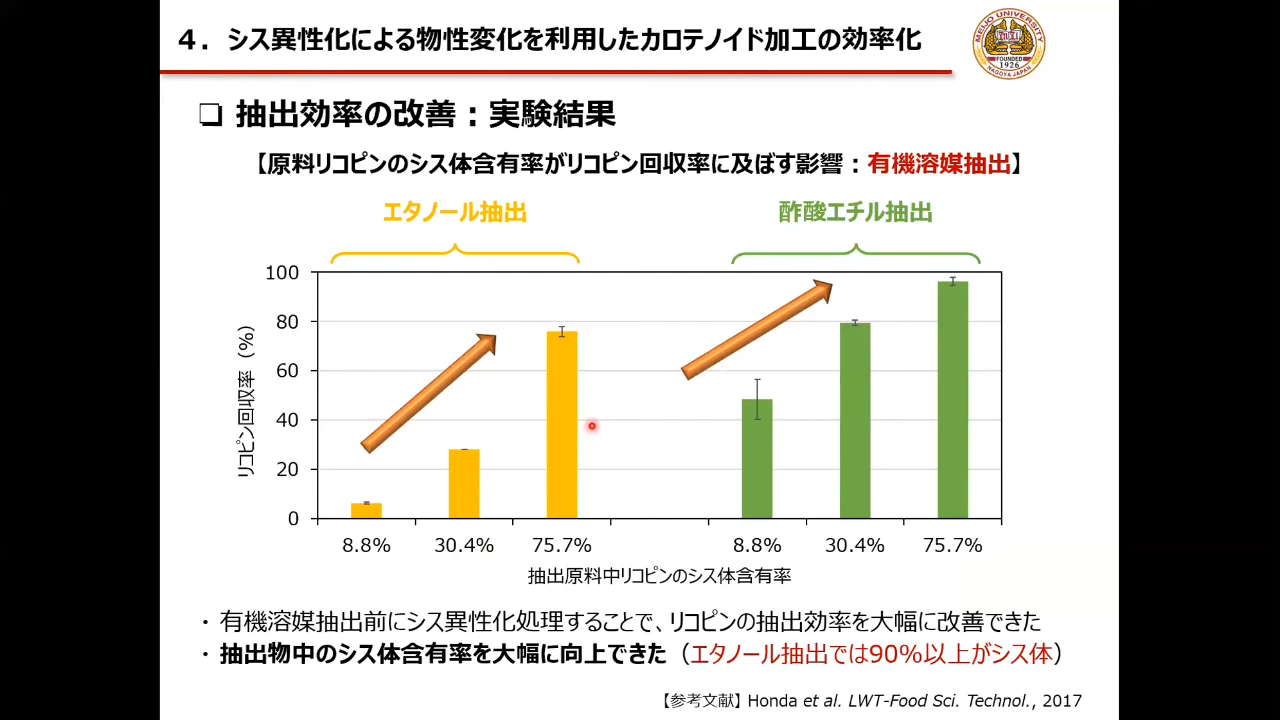 ４．シス異性化による物性変化を利用したカロテノイド加工の効率化
MEIJO UNIVERSITY
FOUNDED
1926
NAGOYA JAPAN
❏ 抽出効率の改善：実験結果
【原料リコピンのシス体含有率がリコピン回収率に及ぼす影響：有機溶媒抽出】
エタノール抽出
酢酸エチル抽出
リコピン回収率（%）
100
80
60
40
20
0
8.8% 30.4% 75.7% 8.8% 30.4% 75.7%
抽出原料中リコピンのシス体含有率
・有機溶媒抽出前にシス異性化処理することで、リコピンの抽出効率を大幅に改善できた
・抽出物中のシス体含有率を大幅に向上できた（エタノール抽出では90%以上がシス体）
【参考文献】Honda et al. LWT-Food Sci. Technol., 2017